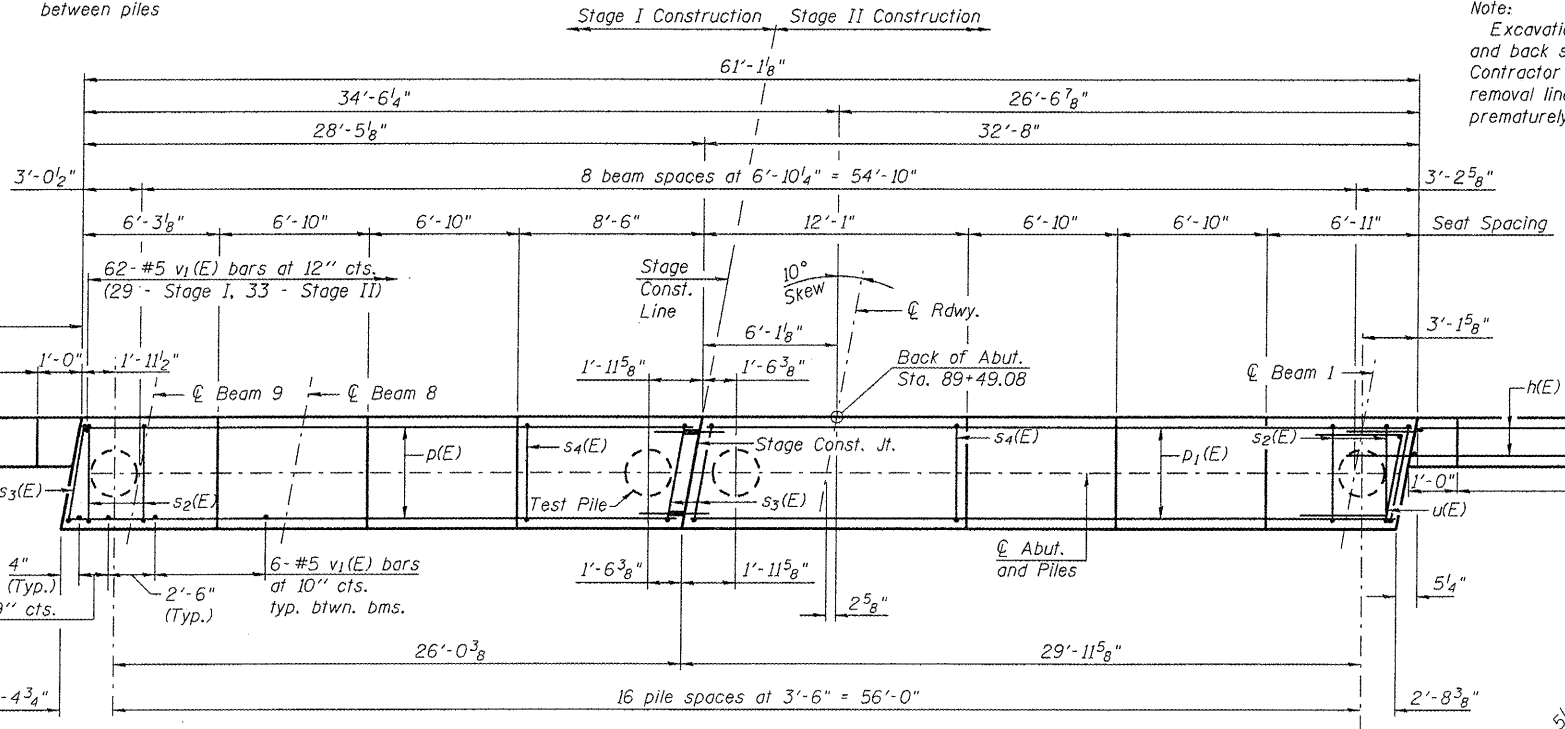 between piles
Stage I Construction
Stage II Construction
Note:
Excavati
and back s
Contractor
removal line
prematurely
61'-1 1/8"
34'-6 1/4"
26'-6 7/8"
28'-5 1/8"
32'-8"
3'-0 1/2"
8 beam spaces at 6'-10 1/4" = 54'-10"
3'-2 5/8"
6'-3 1/8"
6'-10"
6'-10"
8'-6"
12'-1"
6'-10"
6'-10"
6'-11"
Seat Spacing
62-#5 v1(E) bars at 12" cts.
(29 - Stage I, 33 - Stage II)
Stage
Const.
Line
10°
Skew
℄ Rdwy.
6'-1 1/8"
3'-1 5/8"
1'-0"
1'-11 1/2"
1'-11 5/8"
1'-6 3/8"
Back of Abut.
Sta. 89+49.08
℄ Beam 9
℄ Beam 8
℄ Beam 1
h(E)
Stage Const. Jt.
s4(E)
p(E)
s4(E)
p1(E)
s2(E)
s3(E)
s2(E)
Test Pile
s3(E)
1'-0"
u(E)
4"
(Typ.)
9" cts.
2'-6"
(Typ.)
6-#5 v1(E) bars
at 10" cts.
typ. btwn. bms.
1'-6 3/8"
1'-11 5/8"
℄ Abut.
and Piles
2 5/8"
5 1/4"
26'-0 3/8
29'-11 5/8"
-4 3/4"
16 pile spaces at 3'-6" = 56'-0"
2'-8 3/8"